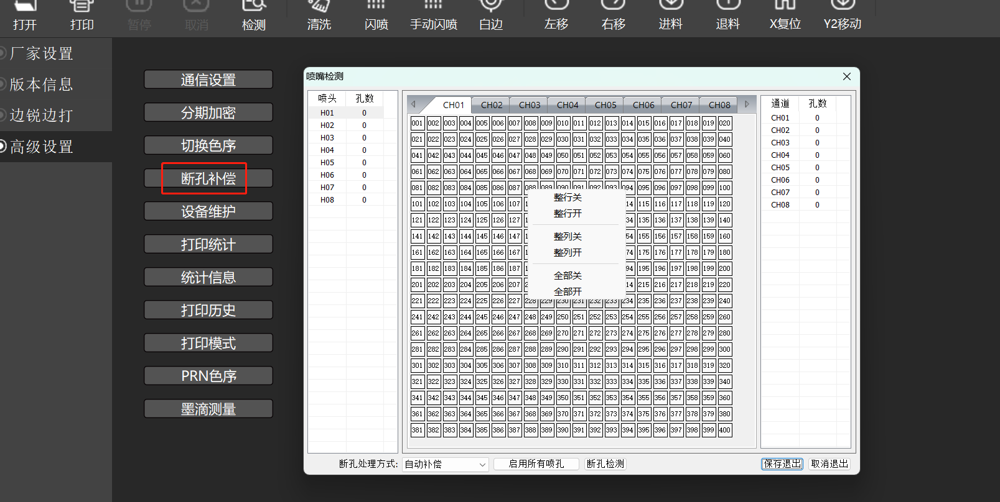 打开 打印 暂停 取消 检测 清洗 闪喷 手动闪喷 白边 左移 右移 进料 退料 X复位 Y2移动
厂家设置
版本信息
边锐边打
高级设置
通信设置
分期加密
切换色序
断孔补偿
设备维护
打印统计
统计信息
打印历史
打印模式
PRN色序
墨滴测量
喷嘴检测
喷头 孔数
H01 0
H02 0
H03 0
H04 0
H05 0
H06 0
H07 0
H08 0
CH01 CH02 CH03 CH04 CH05 CH06 CH07 CH08
001 002 003 004 005 006 007 008 009 010 011 012 013 014 015 016 017 018 019 020
021 022 023 024 025 026 027 028 029 030 031 032 033 034 035 036 037 038 039 040
041 042 043 044 045 046 047 048 049 050 051 052 053 054 055 056 057 058 059 060
061 062 063 064 065 066 067 068 069 070 071 072 073 074 075 076 077 078 079 080
081 082 083 084 085 086 087 088 089 090 091 092 093 094 095 096 097 098 099 100
101 102 103 104 105 106 107 1 14 115 116 117 118 119 120
121 122 123 124 125 126 127 1 34 135 136 137 138 139 140
141 142 143 144 145 146 147 1 54 155 156 157 158 159 160
161 162 163 164 165 166 167 1 74 175 176 177 178 179 180
181 182 183 184 185 186 187 1 94 195 196 197 198 199 200
201 202 203 204 205 206 207 2 14 215 216 217 218 219 220
221 222 223 224 225 226 227 228 229 230 231 232 233 234 235 236 237 238 239 240
241 242 243 244 245 246 247 248 249 250 251 252 253 254 255 256 257 258 259 260
261 262 263 264 265 266 267 268 269 270 271 272 273 274 275 276 277 278 279 280
281 282 283 284 285 286 287 288 289 290 291 292 293 294 295 296 297 298 299 300
301 302 303 304 305 306 307 308 309 310 311 312 313 314 315 316 317 318 319 320
321 322 323 324 325 326 327 328 329 330 331 332 333 334 335 336 337 338 339 340
341 342 343 344 345 346 347 348 349 350 351 352 353 354 355 356 357 358 359 360
361 362 363 364 365 366 367 368 369 370 371 372 373 374 375 376 377 378 379 380
381 382 383 384 385 386 387 388 389 390 391 392 393 394 395 396 397 398 399 400
整行关
整行开
整列关
整列开
全部关
全部开
通道 孔数
CH01 0
CH02 0
CH03 0
CH04 0
CH05 0
CH06 0
CH07 0
CH08 0
断孔处理方式: 自动补偿 启用所有喷孔 断孔检测 保存退出 取消退出